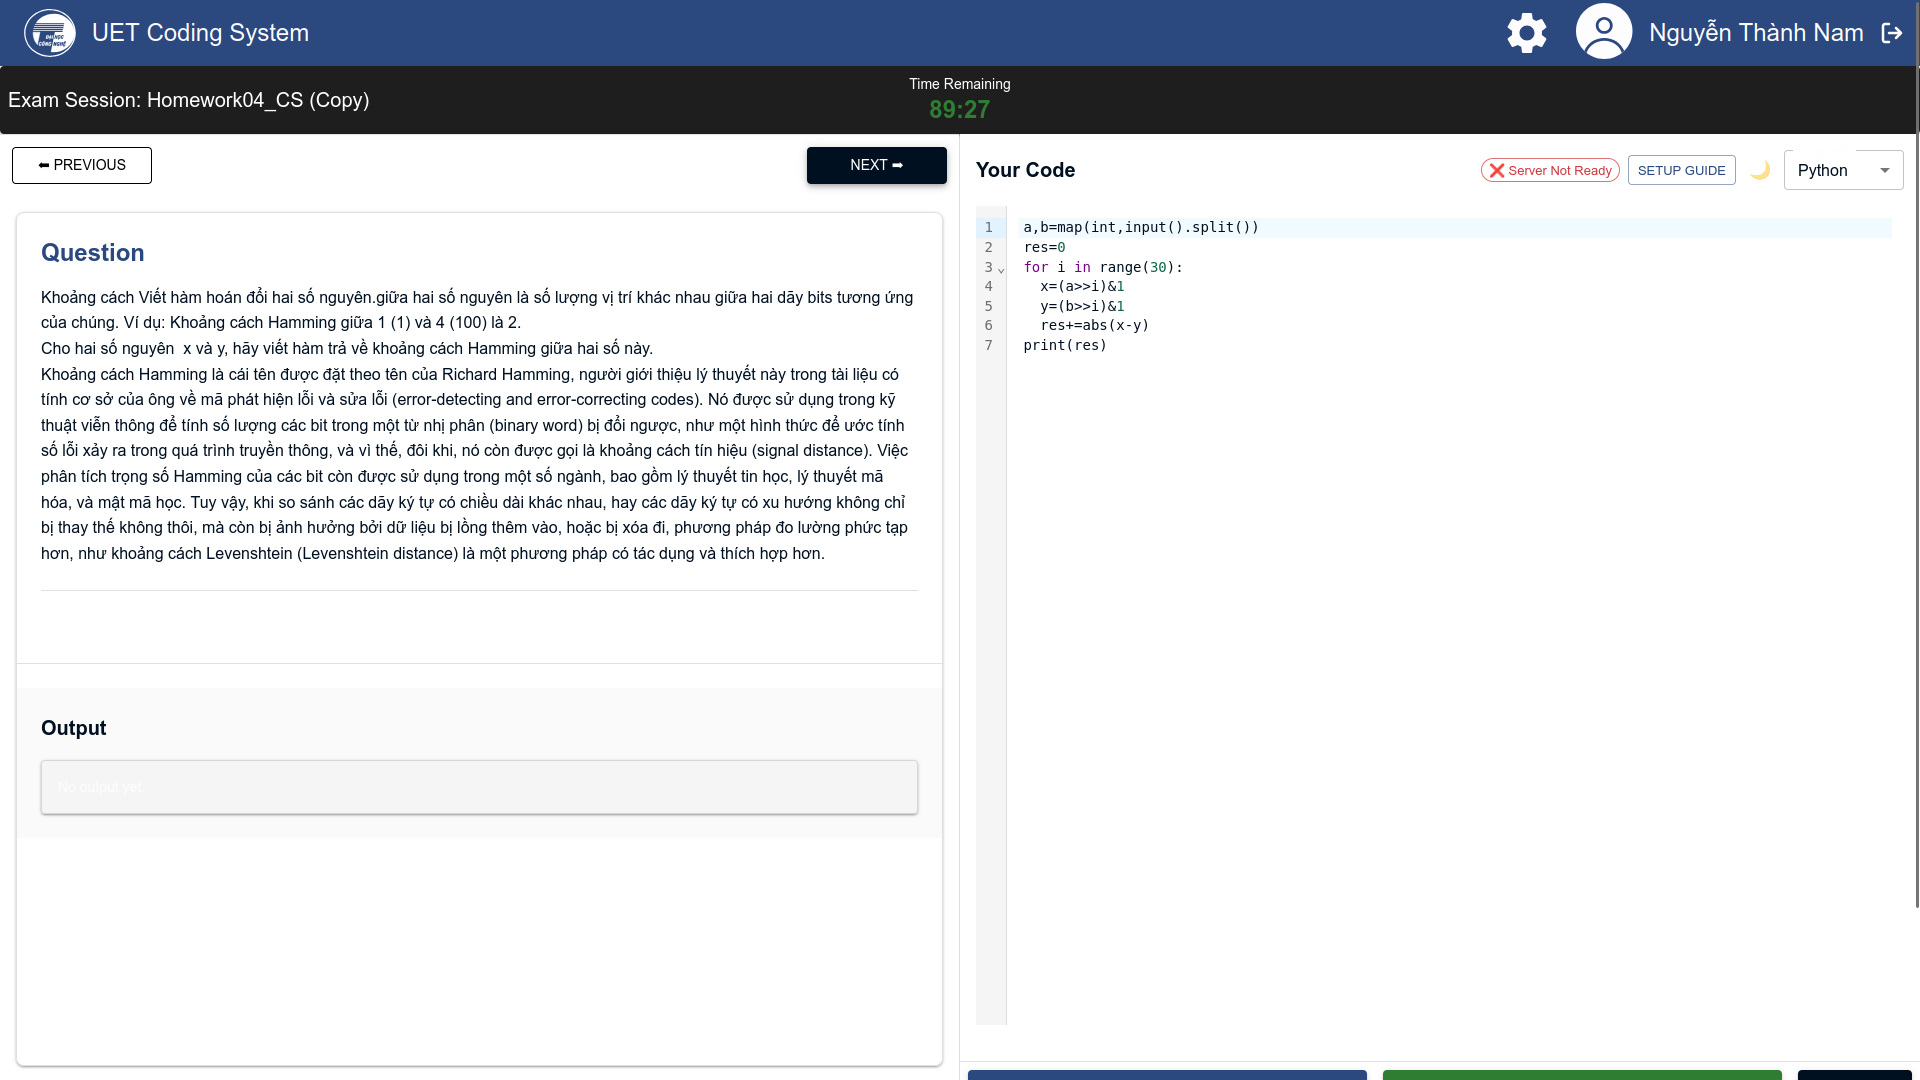 ĐẠI HỌC
CÔNG NGHỆ
UET Coding System
Nguyễn Thành Nam
Exam Session: Homework04_CS (Copy)
Time Remaining
89:27
⬅ PREVIOUS
NEXT ➡
Question
Khoảng cách Viết hàm hoán đổi hai số nguyên.giữa hai số nguyên là số lượng vị trí khác nhau giữa hai dãy bits tương ứng
của chúng. Ví dụ: Khoảng cách Hamming giữa 1 (1) và 4 (100) là 2.
Cho hai số nguyên  x và y, hãy viết hàm trả về khoảng cách Hamming giữa hai số này.
Khoảng cách Hamming là cái tên được đặt theo tên của Richard Hamming, người giới thiệu lý thuyết này trong tài liệu có
tính cơ sở của ông về mã phát hiện lỗi và sửa lỗi (error-detecting and error-correcting codes). Nó được sử dụng trong kỹ
thuật viễn thông để tính số lượng các bit trong một từ nhị phân (binary word) bị đổi ngược, như một hình thức để ước tính
số lỗi xảy ra trong quá trình truyền thông, và vì thế, đôi khi, nó còn được gọi là khoảng cách tín hiệu (signal distance). Việc
phân tích trọng số Hamming của các bit còn được sử dụng trong một số ngành, bao gồm lý thuyết tin học, lý thuyết mã
hóa, và mật mã học. Tuy vậy, khi so sánh các dãy ký tự có chiều dài khác nhau, hay các dãy ký tự có xu hướng không chỉ
bị thay thế không thôi, mà còn bị ảnh hưởng bởi dữ liệu bị lồng thêm vào, hoặc bị xóa đi, phương pháp đo lường phức tạp
hơn, như khoảng cách Levenshtein (Levenshtein distance) là một phương pháp có tác dụng và thích hợp hơn.
Output
No output yet.
Your Code
❌ Server Not Ready
SETUP GUIDE
Python
1 a,b=map(int,input().split())
2 res=0
3 for i in range(30):
4   x=(a>>i)&1
5   y=(b>>i)&1
6   res+=abs(x-y)
7 print(res)